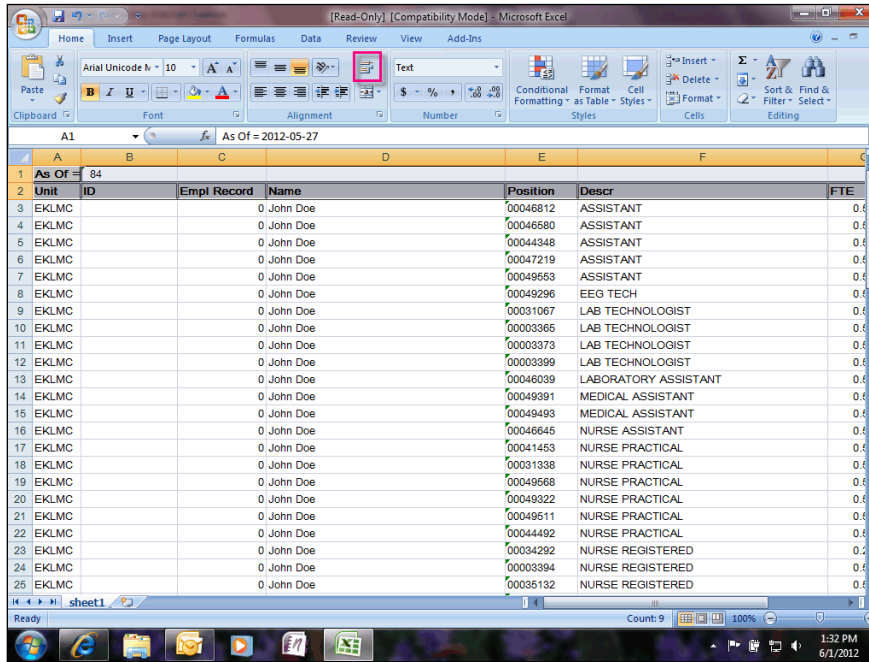 [Read-Only] [Compatibility Mode] - Microsoft Excel
Home Insert Page Layout Formulas Data Review View Add-Ins
Paste
Clipboard
Arial Unicode 10 A A
B I U A
Font
Alignment
Text
$ % , .0 .00 .00 .0
Number
Conditional Formatting Format as Table Cell Styles
Styles
Insert
Delete
Format
Cells
Σ
Sort & Filter Find & Select
Editing
A1 fx As Of = 2012-05-27
A B C D E F
1 As Of = 84
2 Unit ID Empl Record Name Position Descr FTE
3 EKLMC 0 John Doe 00046812 ASSISTANT
4 EKLMC 0 John Doe 00046580 ASSISTANT
5 EKLMC 0 John Doe 00044348 ASSISTANT
6 EKLMC 0 John Doe 00047219 ASSISTANT
7 EKLMC 0 John Doe 00049553 ASSISTANT
8 EKLMC 0 John Doe 00049296 EEG TECH
9 EKLMC 0 John Doe 00031067 LAB TECHNOLOGIST
10 EKLMC 0 John Doe 00003365 LAB TECHNOLOGIST
11 EKLMC 0 John Doe 00003373 LAB TECHNOLOGIST
12 EKLMC 0 John Doe 00003399 LAB TECHNOLOGIST
13 EKLMC 0 John Doe 00046039 LABORATORY ASSISTANT
14 EKLMC 0 John Doe 00049391 MEDICAL ASSISTANT
15 EKLMC 0 John Doe 00049493 MEDICAL ASSISTANT
16 EKLMC 0 John Doe 00046645 NURSE ASSISTANT
17 EKLMC 0 John Doe 00041453 NURSE PRACTICAL
18 EKLMC 0 John Doe 00031338 NURSE PRACTICAL
19 EKLMC 0 John Doe 00049568 NURSE PRACTICAL
20 EKLMC 0 John Doe 00049322 NURSE PRACTICAL
21 EKLMC 0 John Doe 00049511 NURSE PRACTICAL
22 EKLMC 0 John Doe 00044492 NURSE PRACTICAL
23 EKLMC 0 John Doe 00034292 NURSE REGISTERED
24 EKLMC 0 John Doe 00003394 NURSE REGISTERED
25 EKLMC 0 John Doe 00035132 NURSE REGISTERED
sheet1
Ready Count: 9 100%
1:32 PM
6/1/2012